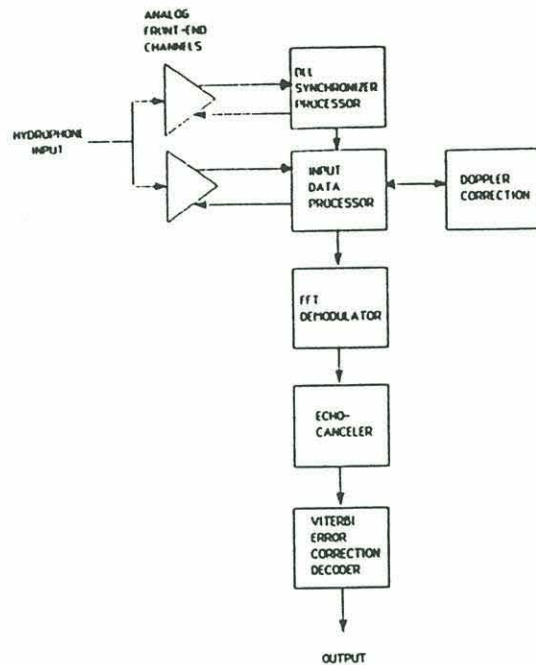 ANALOG
FRONT-END
CHANNELS
DLL
SYNCHRONIZER
PROCESSOR
HYDROPHONE
INPUT
INPUT
DATA
PROCESSOR
DOPPLER
CORRECTION
FFT
DEMODULATOR
ECHO-
CANCELER
VITERBI
ERROR
CORRECTION
DECODER
OUTPUT